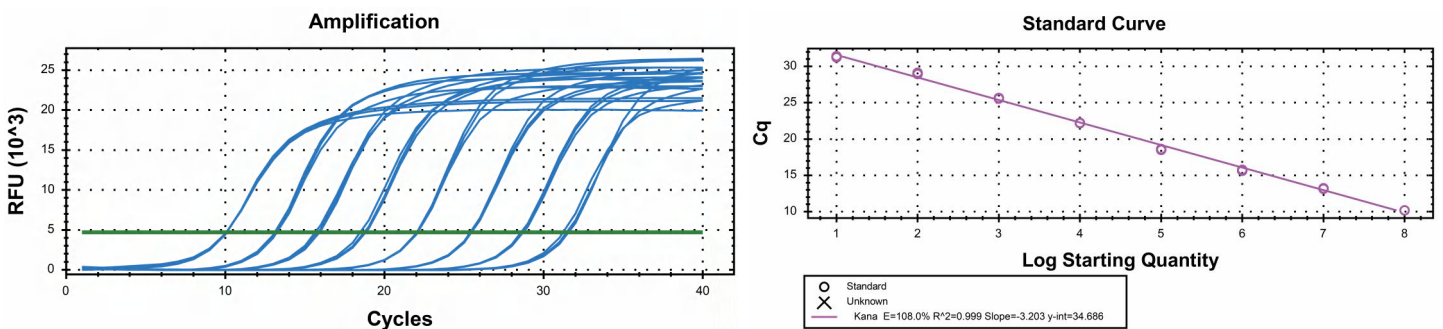 Amplification
RFU (10^3)
25
20
15
10
5
0
0
10
20
30
40
Cycles
Standard Curve
Cq
30
25
20
15
10
1
2
3
4
5
6
7
8
Log Starting Quantity
Standard
Unknown
Kana E=108.0% R^2=0.999 Slope=-3.203 y-int=34.686